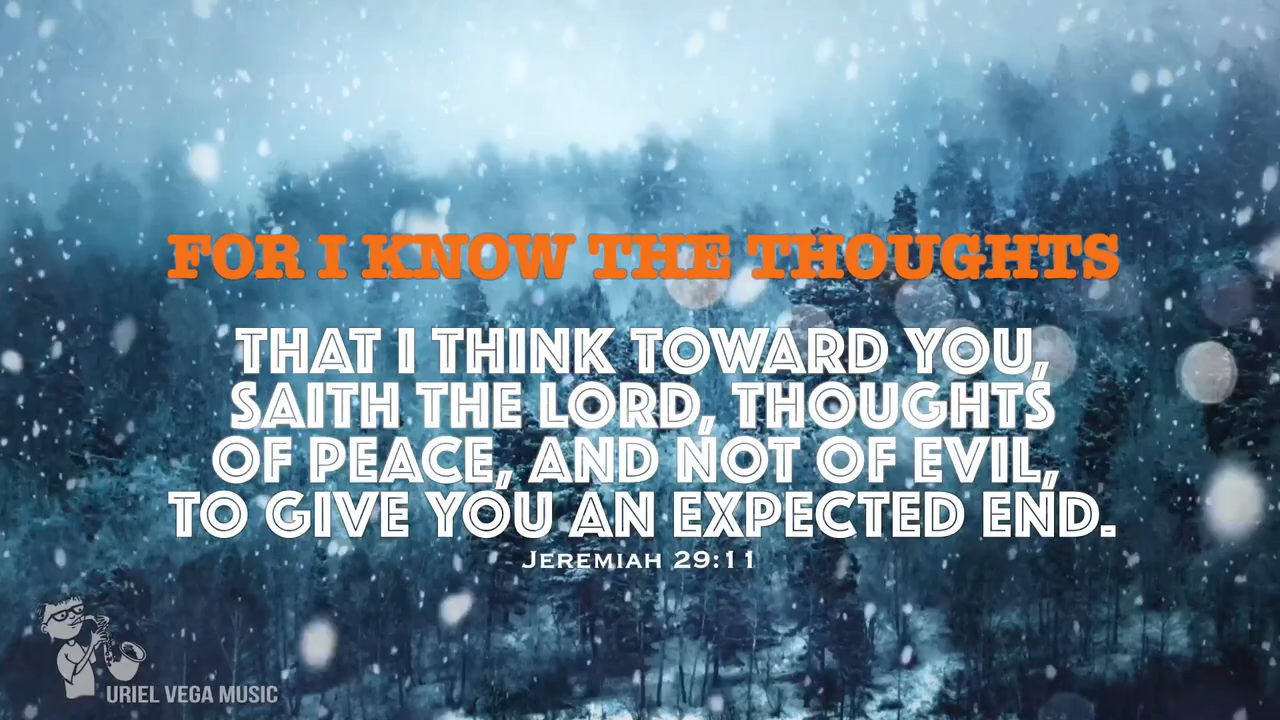 FOR I KNOW THE THOUGHTS
THAT I THINK TOWARD YOU,
SAITH THE LORD, THOUGHTS
OF PEACE, AND NOT OF EVIL,
TO GIVE YOU AN EXPECTED END.
JEREMIAH 29:11
URIEL VEGA MUSIC